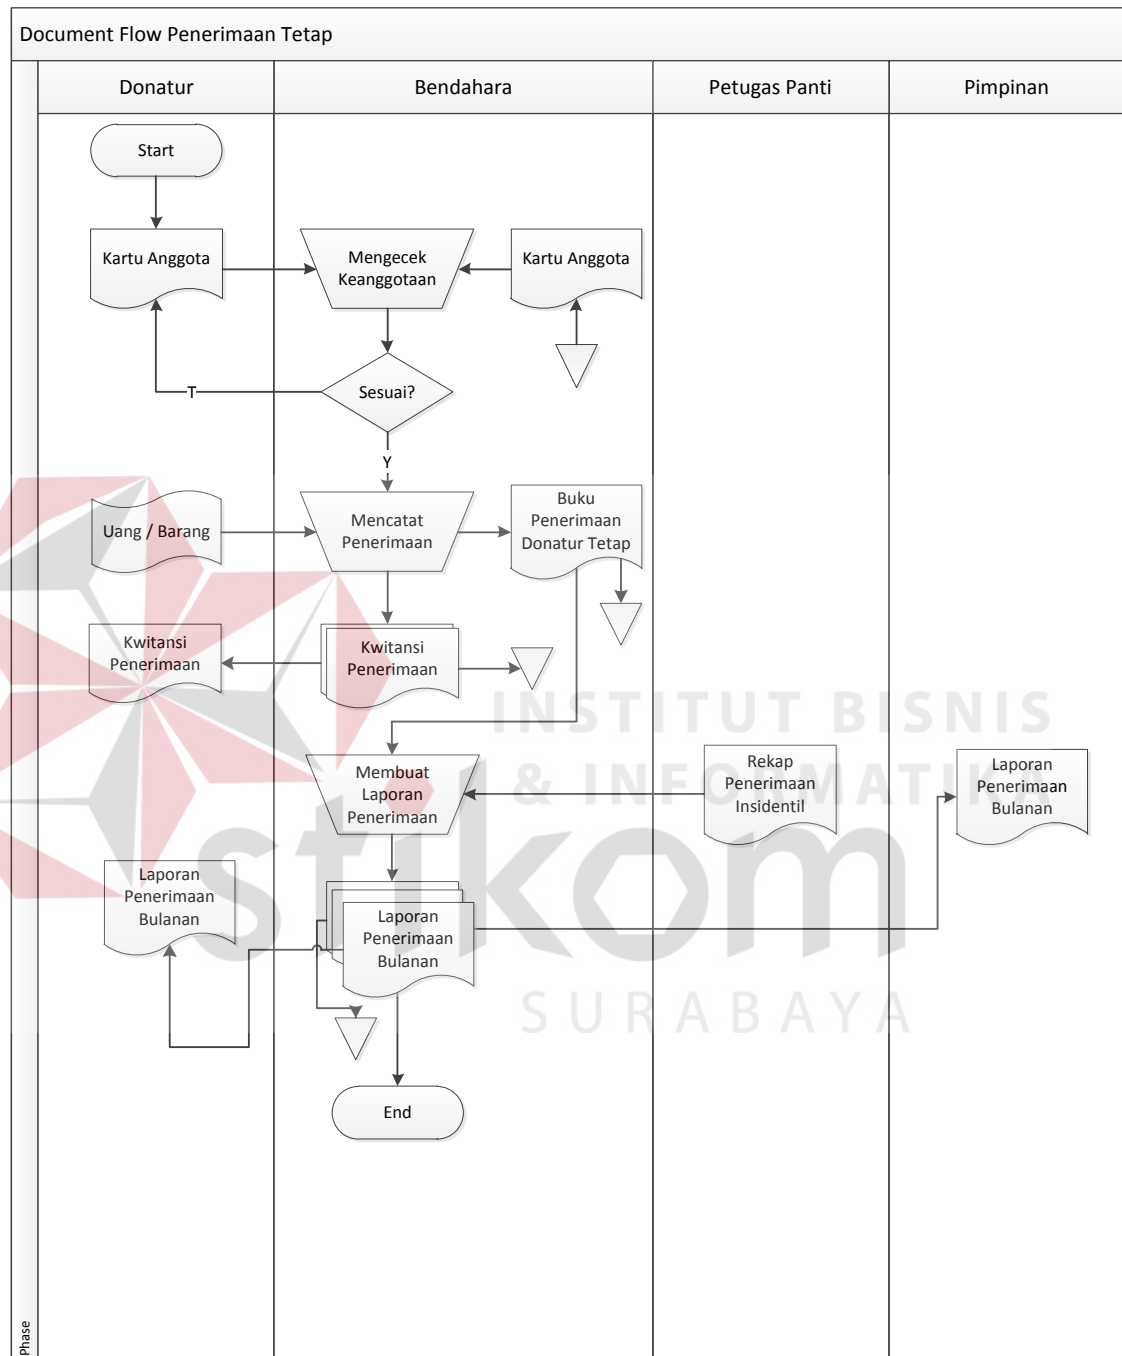 Document Flow Penerimaan Tetap
Donatur
Bendahara
Petugas Panti
Pimpinan
Start
Kartu Anggota
Mengecek
Keanggotaan
Kartu Anggota
Sesuai?
T
Y
Uang / Barang
Mencatat
Penerimaan
Buku
Penerimaan
Donatur Tetap
Kwitansi
Penerimaan
Kwitansi
Penerimaan
Membuat
Laporan
Penerimaan
Rekap
Penerimaan
Insidentil
Laporan
Penerimaan
Bulanan
Laporan
Penerimaan
Bulanan
Laporan
Penerimaan
Bulanan
End
Phase
INSTITUT BISNIS
& INFORMATIKA
stikom
SURABAYA